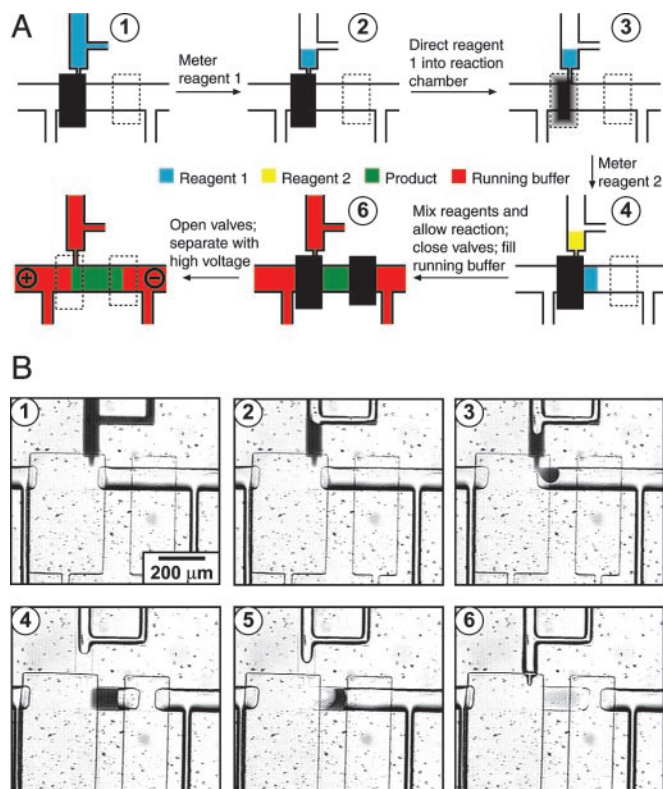 A
1
Meter
reagent 1
2
Direct reagent
1 into reaction
chamber
3
Meter
reagent 2
Reagent 1
Reagent 2
Product
Running buffer
Open valves;
separate with
high voltage
6
Mix reagents and
allow reaction;
close valves; fill
running buffer
4
+
−
B
1
200 μm
2
3
4
5
6